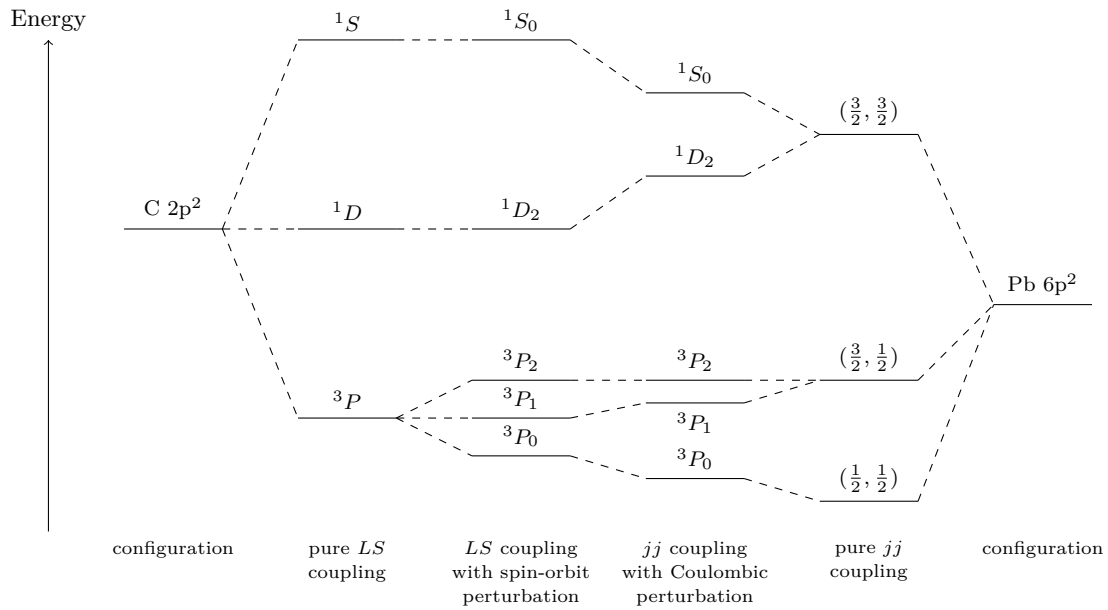 Energy
¹S
¹S₀
¹S₀
(3/2, 3/2)
¹D₂
C 2p²
¹D
¹D₂
Pb 6p²
³P₂
³P₂
(3/2, 1/2)
³P
³P₁
³P₁
³P₀
³P₀
(1/2, 1/2)
configuration
pure LS
coupling
LS coupling
with spin-orbit
perturbation
jj coupling
with Coulombic
perturbation
pure jj
coupling
configuration